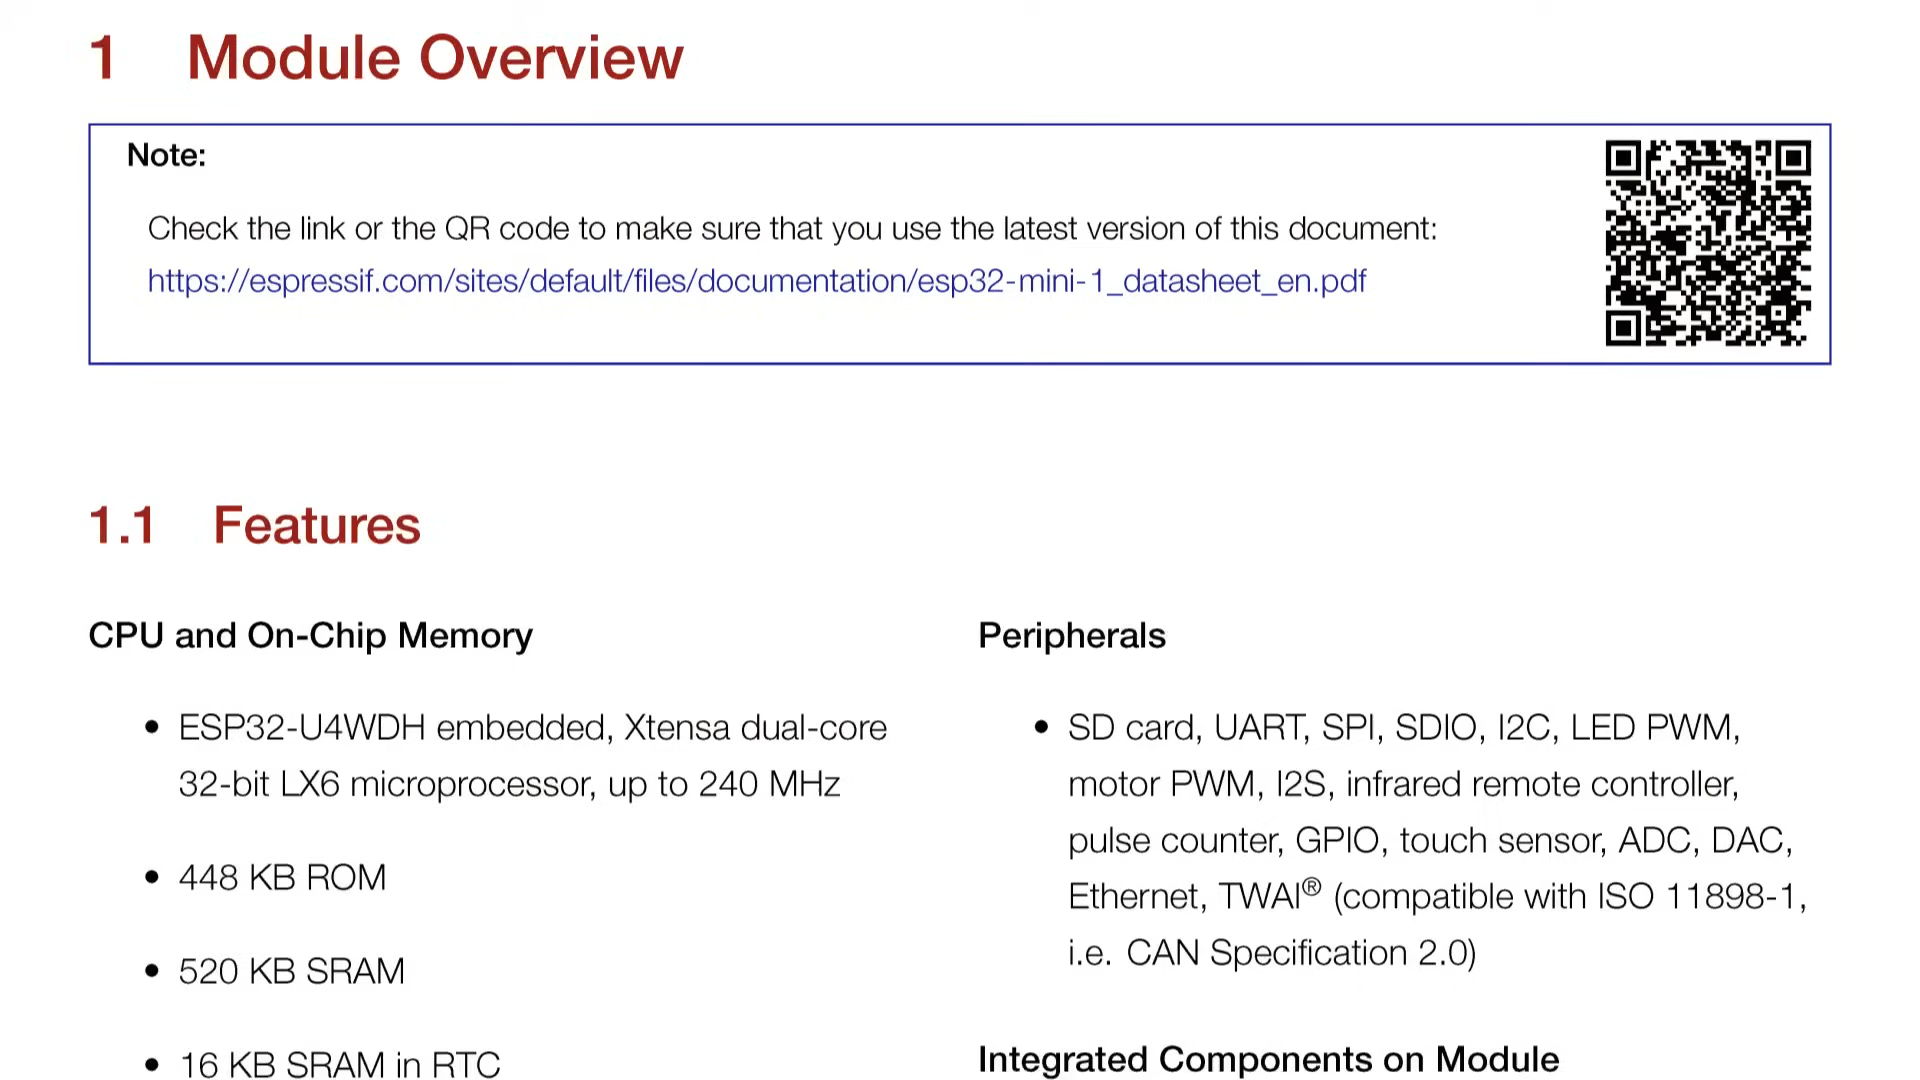 1 Module Overview
Note:
Check the link or the QR code to make sure that you use the latest version of this document:
https://espressif.com/sites/default/files/documentation/esp32-mini-1_datasheet_en.pdf
1.1 Features
CPU and On-Chip Memory
• ESP32-U4WDH embedded, Xtensa dual-core
32-bit LX6 microprocessor, up to 240 MHz
• 448 KB ROM
• 520 KB SRAM
• 16 KB SRAM in RTC
Peripherals
• SD card, UART, SPI, SDIO, I2C, LED PWM,
motor PWM, I2S, infrared remote controller,
pulse counter, GPIO, touch sensor, ADC, DAC,
Ethernet, TWAI® (compatible with ISO 11898-1,
i.e. CAN Specification 2.0)
Integrated Components on Module